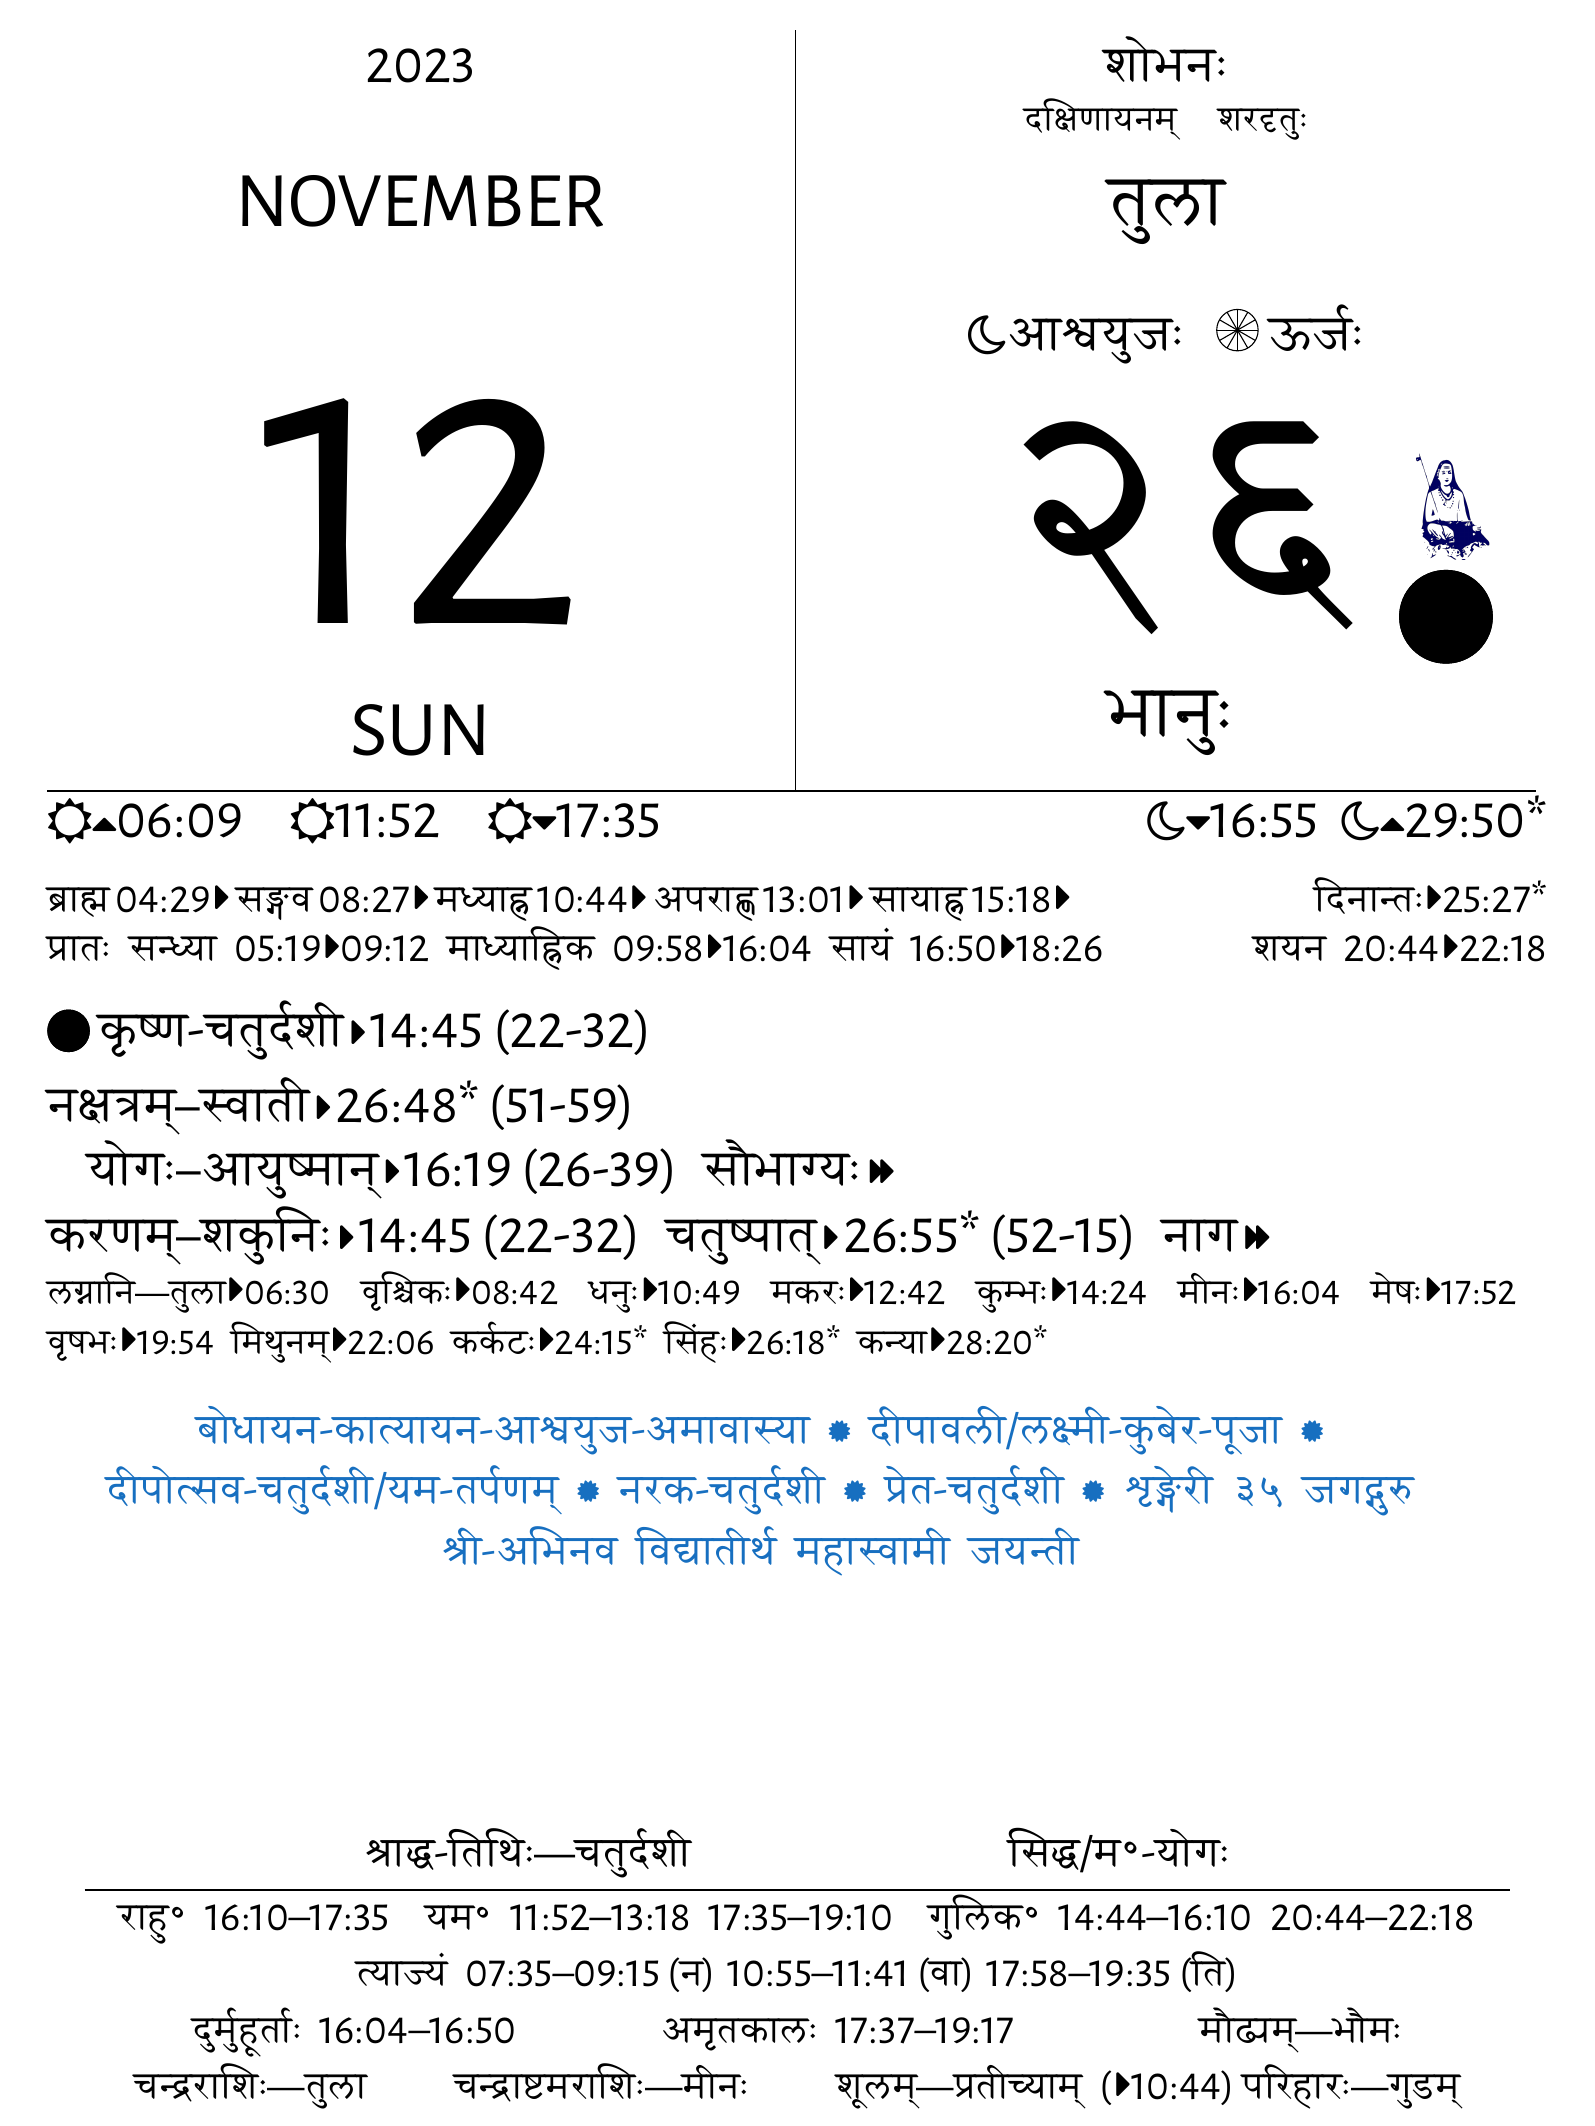 2023
NOVEMBER
12
SUN
शोभनः
दक्षिणायनम् शरदृतुः
तुला
आश्वयुजः ऊर्जः
२६
भानुः
06:09 11:52 17:35 16:55 29:50*
ब्राह्म 04:29 सङ्गव 08:27 मध्याह्न 10:44 अपराह्ण 13:01 सायाह्न 15:18 दिनान्तः 25:27*
प्रातः सन्ध्या 05:19 09:12 माध्याह्निक 09:58 16:04 सायं 16:50 18:26 शयन 20:44 22:18
कृष्ण-चतुर्दशी 14:45 (22-32)
नक्षत्रम्–स्वाती 26:48* (51-59)
योगः–आयुष्मान् 16:19 (26-39) सौभाग्यः
करणम्–शकुनिः 14:45 (22-32) चतुष्पात् 26:55* (52-15) नाग
लग्नानि—तुला 06:30 वृश्चिकः 08:42 धनुः 10:49 मकरः 12:42 कुम्भः 14:24 मीनः 16:04 मेषः 17:52
वृषभः 19:54 मिथुनम् 22:06 कर्कटः 24:15* सिंहः 26:18* कन्या 28:20*
बोधायन-कात्यायन-आश्वयुज-अमावास्या ✹ दीपावली/लक्ष्मी-कुबेर-पूजा ✹
दीपोत्सव-चतुर्दशी/यम-तर्पणम् ✹ नरक-चतुर्दशी ✹ प्रेत-चतुर्दशी ✹ शृङ्गेरी ३५ जगद्गुरु
श्री-अभिनव विद्यातीर्थ महास्वामी जयन्ती
श्राद्ध-तिथिः—चतुर्दशी सिद्ध/म॰-योगः
राहु॰ 16:10–17:35 यम॰ 11:52–13:18 17:35–19:10 गुलिक॰ 14:44–16:10 20:44–22:18
त्याज्यं 07:35–09:15 (न) 10:55–11:41 (वा) 17:58–19:35 (ति)
दुर्मुहूर्ताः 16:04–16:50 अमृतकालः 17:37–19:17 मौढ्यम्—भौमः
चन्द्रराशिः—तुला चन्द्राष्टमराशिः—मीनः शूलम्—प्रतीच्याम् (10:44) परिहारः—गुडम्